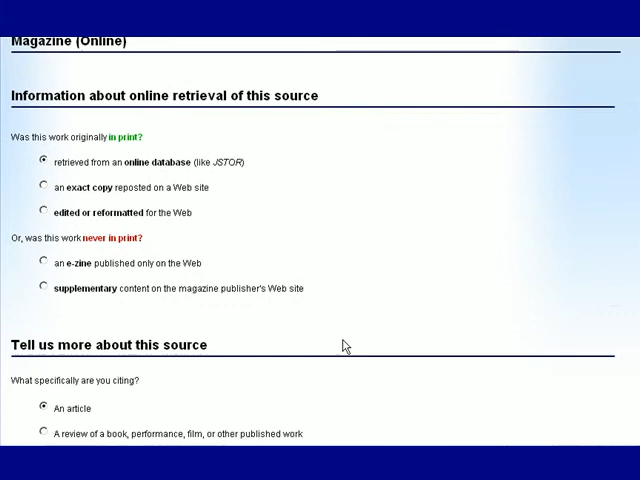 Magazine (Online)
Information about online retrieval of this source
Was this work originally in print?
retrieved from an online database (like JSTOR)
an exact copy reposted on a Web site
edited or reformatted for the Web
Or, was this work never in print?
an e-zine published only on the Web
supplementary content on the magazine publisher's Web site
Tell us more about this source
What specifically are you citing?
An article
A review of a book, performance, film, or other published work